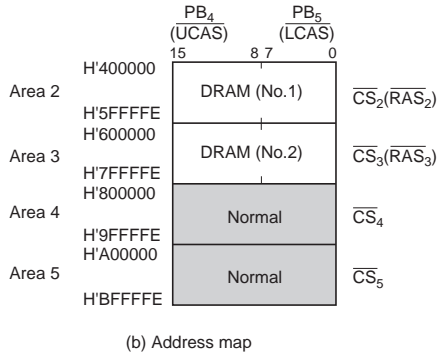 PB4 PB5
(UCAS) (LCAS)
15 8 7 0
H'400000
Area 2 DRAM (No.1) CS2(RAS2)
H'5FFFFE
H'600000
Area 3 DRAM (No.2) CS3(RAS3)
H'7FFFFE
H'800000
Area 4 Normal CS4
H'9FFFFE
H'A00000
Area 5 Normal CS5
H'BFFFFE
(b) Address map